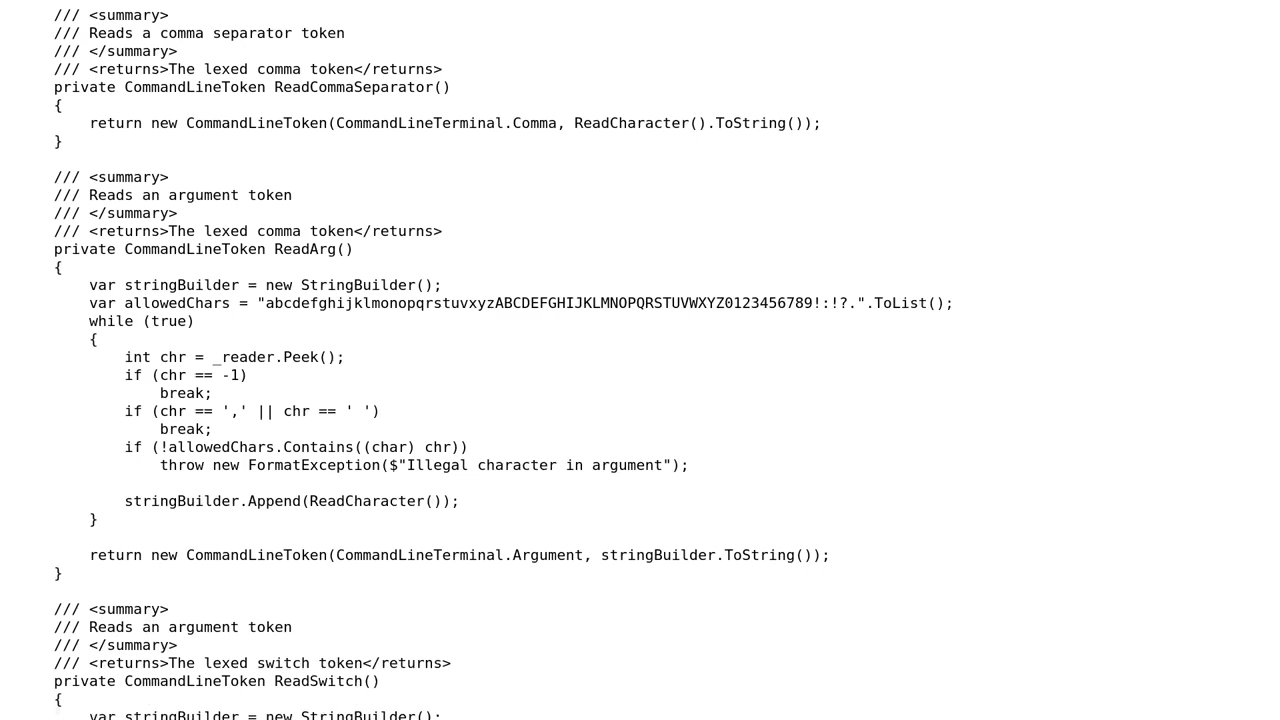 /// <summary>
/// Reads a comma separator token
/// </summary>
/// <returns>The lexed comma token</returns>
private CommandLineToken ReadCommaSeparator()
{
    return new CommandLineToken(CommandLineTerminal.Comma, ReadCharacter().ToString());
}

/// <summary>
/// Reads an argument token
/// </summary>
/// <returns>The lexed comma token</returns>
private CommandLineToken ReadArg()
{
    var stringBuilder = new StringBuilder();
    var allowedChars = "abcdefghijklmonopqrstuvxyzABCDEFGHIJKLMNOPQRSTUVWXYZ0123456789!:!?.".ToList();
    while (true)
    {
        int chr = _reader.Peek();
        if (chr == -1)
            break;
        if (chr == ',' || chr == ' ')
            break;
        if (!allowedChars.Contains((char) chr))
            throw new FormatException($"Illegal character in argument");

        stringBuilder.Append(ReadCharacter());
    }

    return new CommandLineToken(CommandLineTerminal.Argument, stringBuilder.ToString());
}

/// <summary>
/// Reads an argument token
/// </summary>
/// <returns>The lexed switch token</returns>
private CommandLineToken ReadSwitch()
{
    var stringBuilder = new StringBuilder();